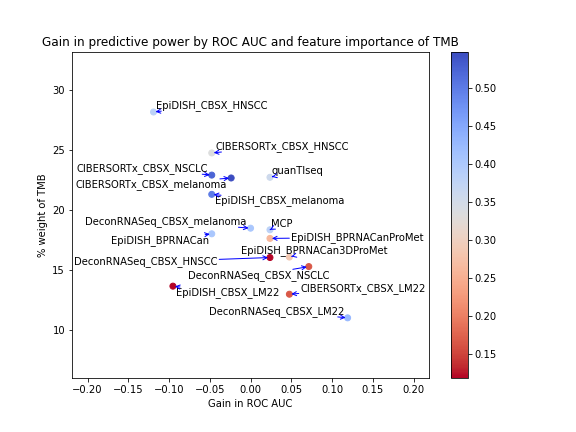 Gain in predictive power by ROC AUC and feature importance of TMB
EpiDISH_CBSX_HNSCC
CIBERSORTx_CBSX_HNSCC
CIBERSORTx_CBSX_NSCLC
quanTIseq
CIBERSORTx_CBSX_melanoma
EpiDISH_CBSX_melanoma
DeconRNASeq_CBSX_melanoma
MCP
EpiDISH_BPRNACan
EpiDISH_BPRNACanProMet
EpiDISH_BPRNACan3DProMet
DeconRNASeq_CBSX_HNSCC
DeconRNASeq_CBSX_NSCLC
EpiDISH_CBSX_LM22
CIBERSORTx_CBSX_LM22
DeconRNASeq_CBSX_LM22
% weight of TMB
30
25
20
15
10
−0.20
−0.15
−0.10
−0.05
0.00
0.05
0.10
0.15
0.20
Gain in ROC AUC
0.50
0.45
0.40
0.35
0.30
0.25
0.20
0.15